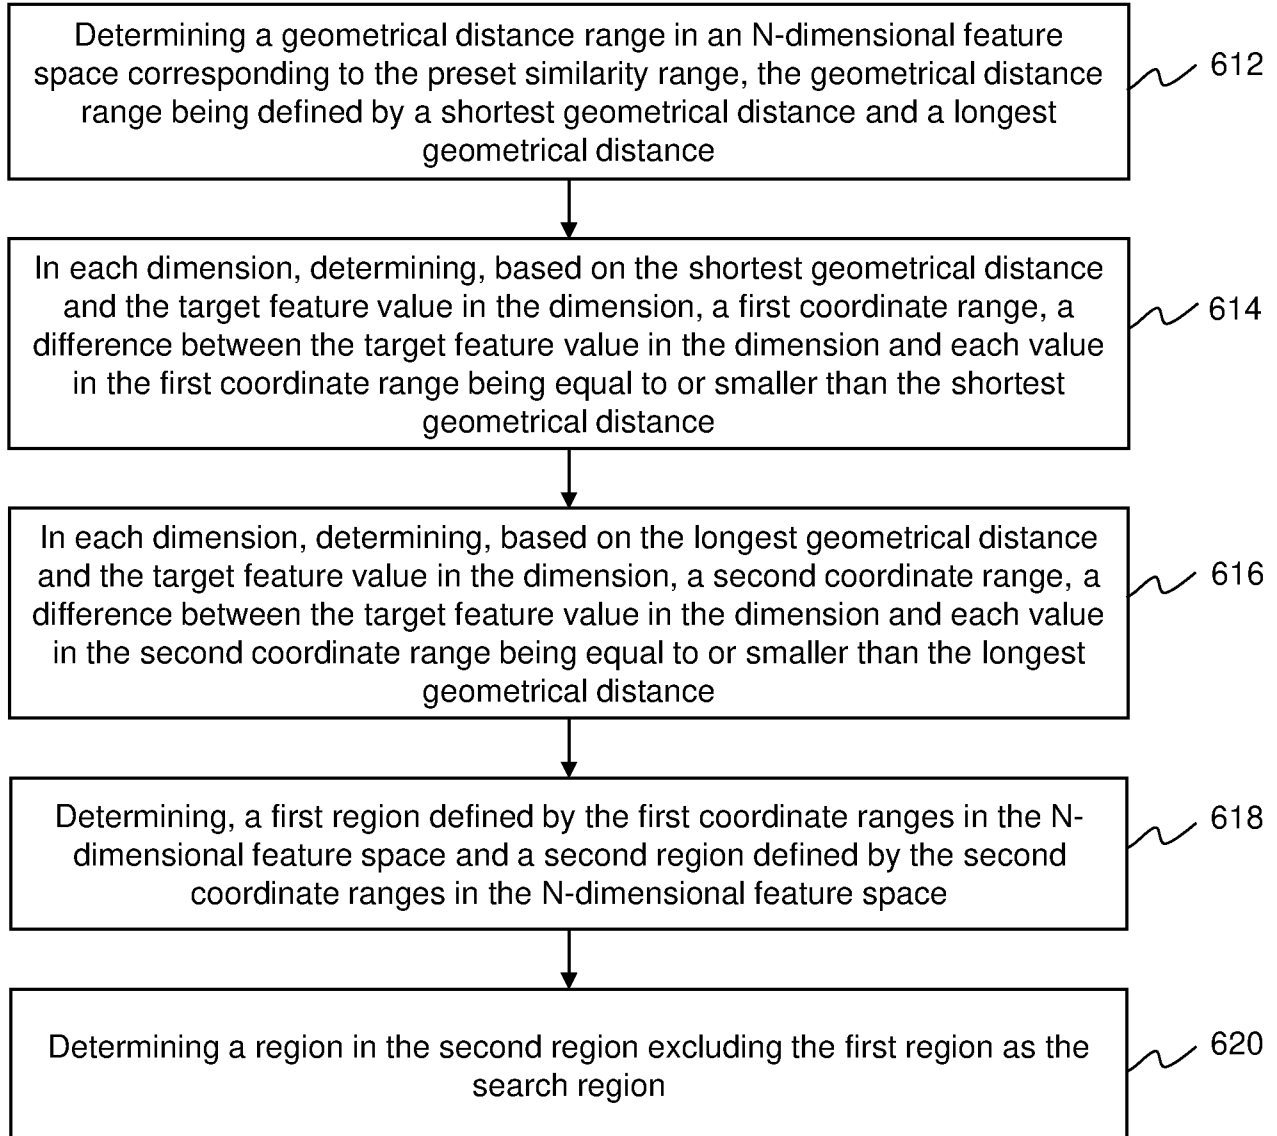 Determining a geometrical distance range in an N-dimensional feature
space corresponding to the preset similarity range, the geometrical distance
range being defined by a shortest geometrical distance and a longest
geometrical distance
612
In each dimension, determining, based on the shortest geometrical distance
and the target feature value in the dimension, a first coordinate range, a
difference between the target feature value in the dimension and each value
in the first coordinate range being equal to or smaller than the shortest
geometrical distance
614
In each dimension, determining, based on the longest geometrical distance
and the target feature value in the dimension, a second coordinate range, a
difference between the target feature value in the dimension and each value
in the second coordinate range being equal to or smaller than the longest
geometrical distance
616
Determining, a first region defined by the first coordinate ranges in the N-
dimensional feature space and a second region defined by the second
coordinate ranges in the N-dimensional feature space
618
Determining a region in the second region excluding the first region as the
search region
620